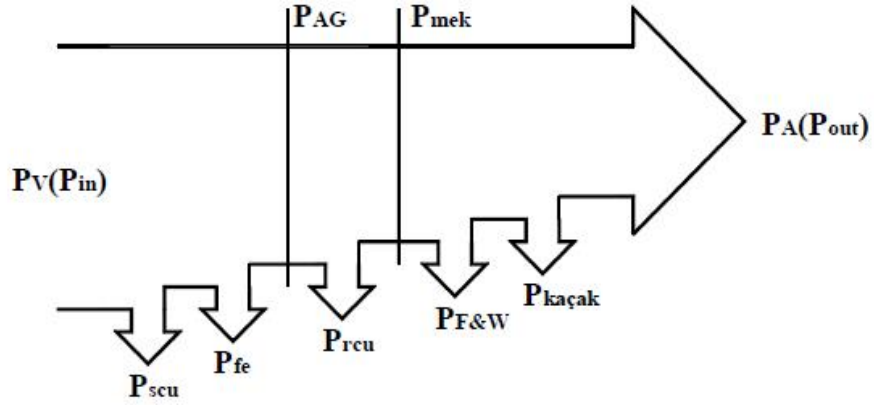 PAG
Pmek
PA(Pout)
PV(Pin)
Pkaçak
PF&W
Prcu
Pfe
Pscu